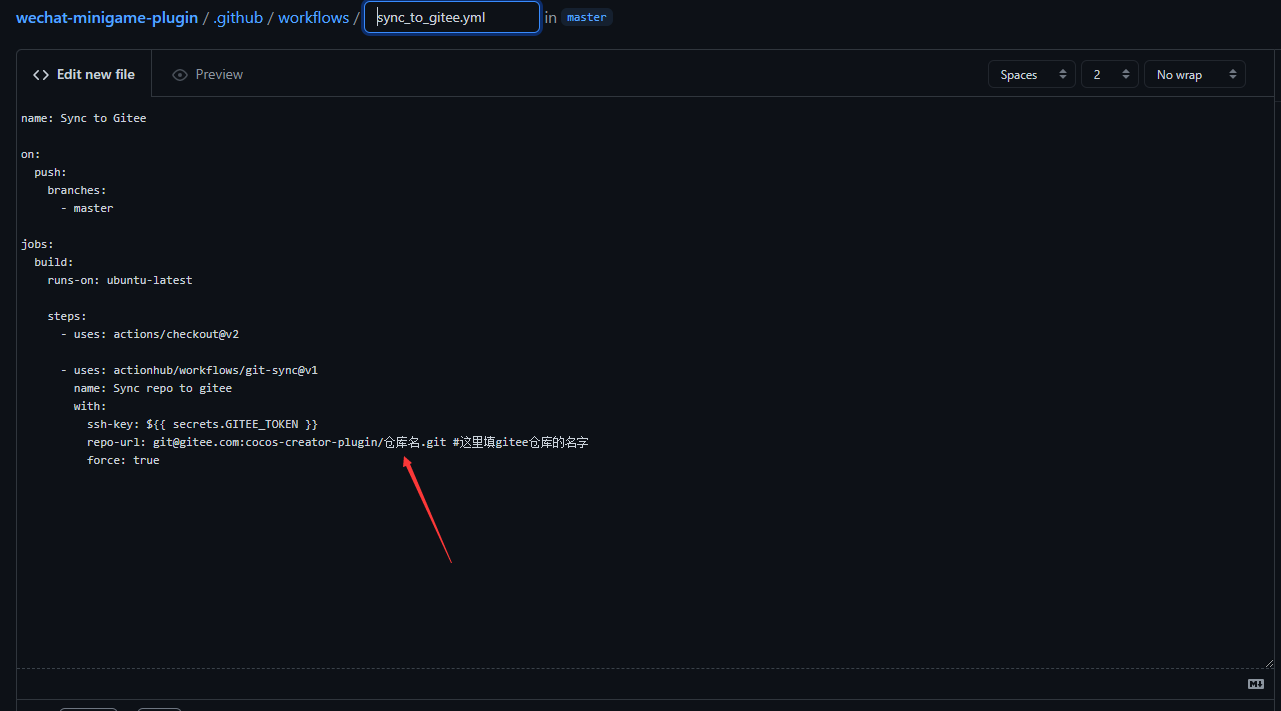 wechat-minigame-plugin / .github / workflows / sync_to_gitee.yml in master
<> Edit new file Preview Spaces 2 No wrap
name: Sync to Gitee
on:
push:
branches:
- master
jobs:
build:
runs-on: ubuntu-latest
steps:
- uses: actions/checkout@v2
- uses: actionhub/workflows/git-sync@v1
name: Sync repo to gitee
with:
ssh-key: ${{ secrets.GITEE_TOKEN }}
repo-url: git@gitee.com:cocos-creator-plugin/仓库名.git #这里填gitee仓库的名字
force: true